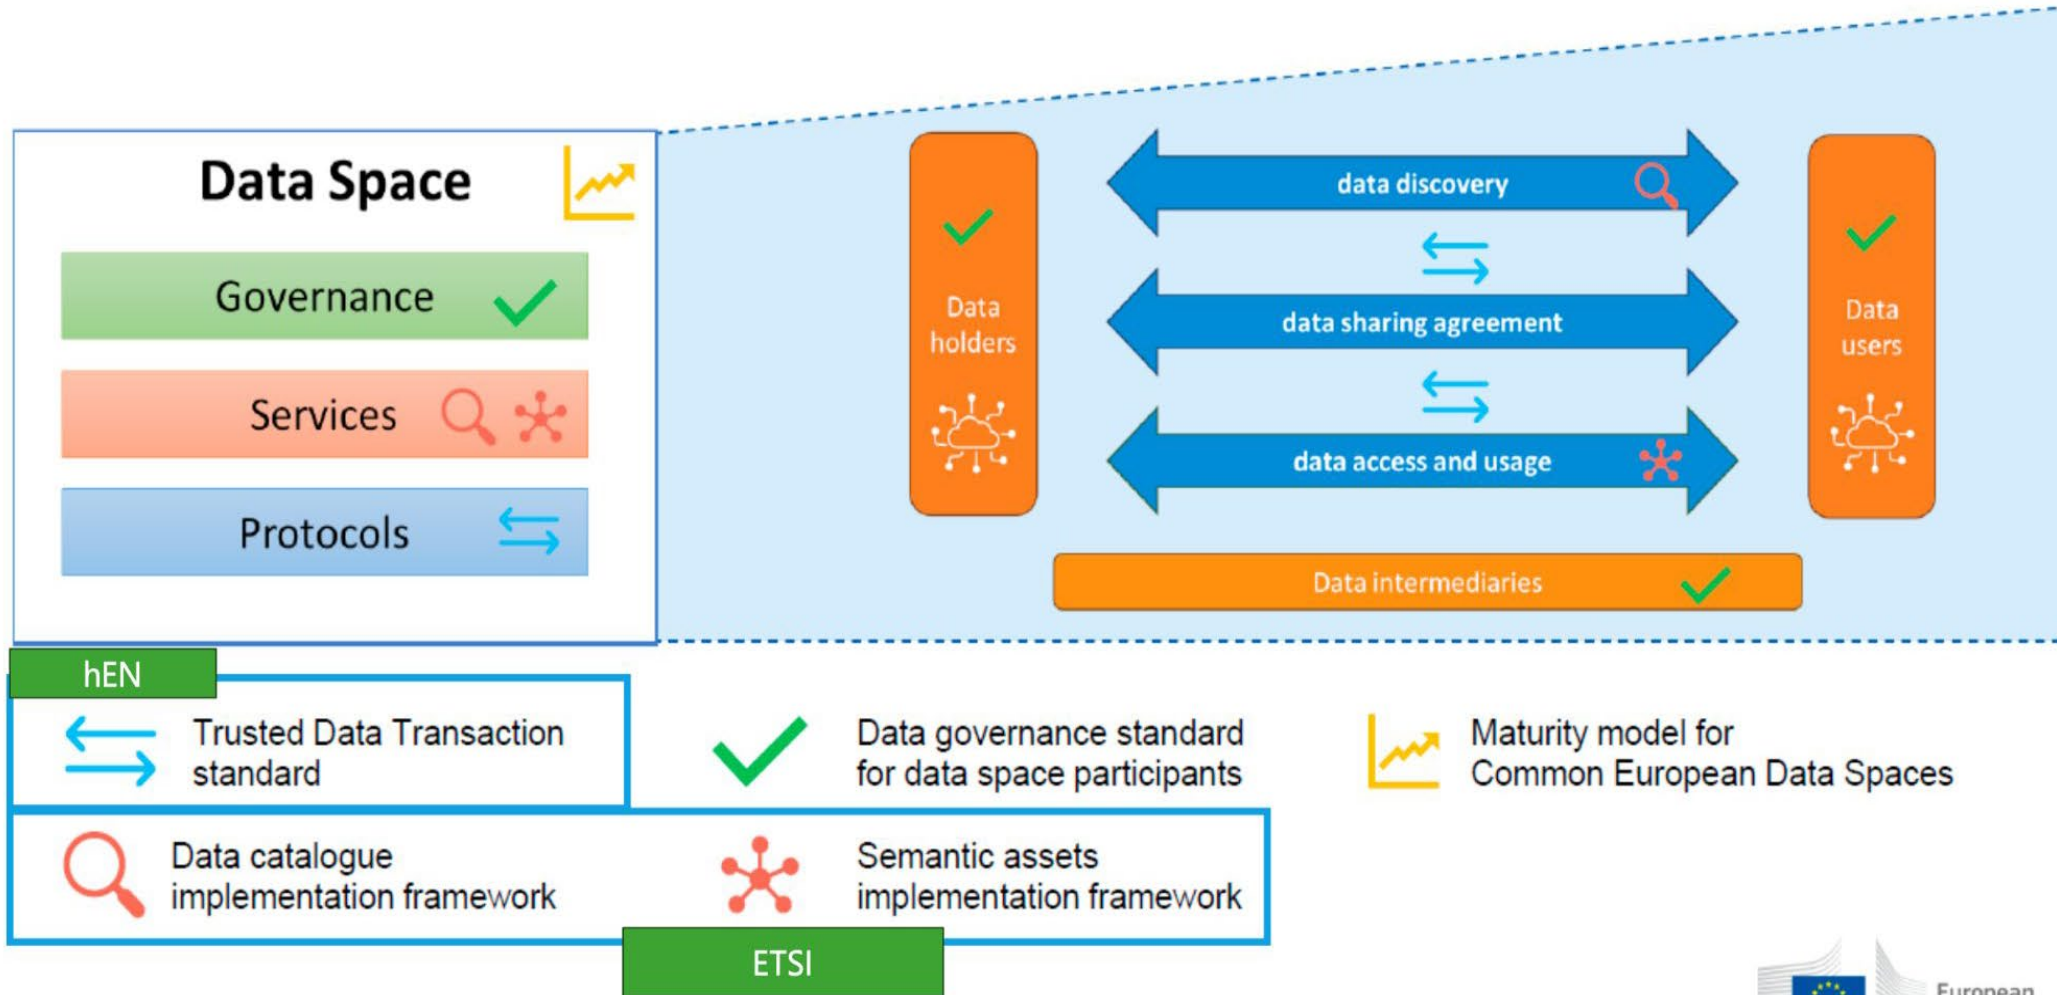 Data Space
Governance
Services
Protocols
Data
holders
data discovery
data sharing agreement
data access and usage
Data
users
Data intermediaries
hEN
Trusted Data Transaction
standard
Data governance standard
for data space participants
Maturity model for
Common European Data Spaces
Data catalogue
implementation framework
Semantic assets
implementation framework
ETSI
European